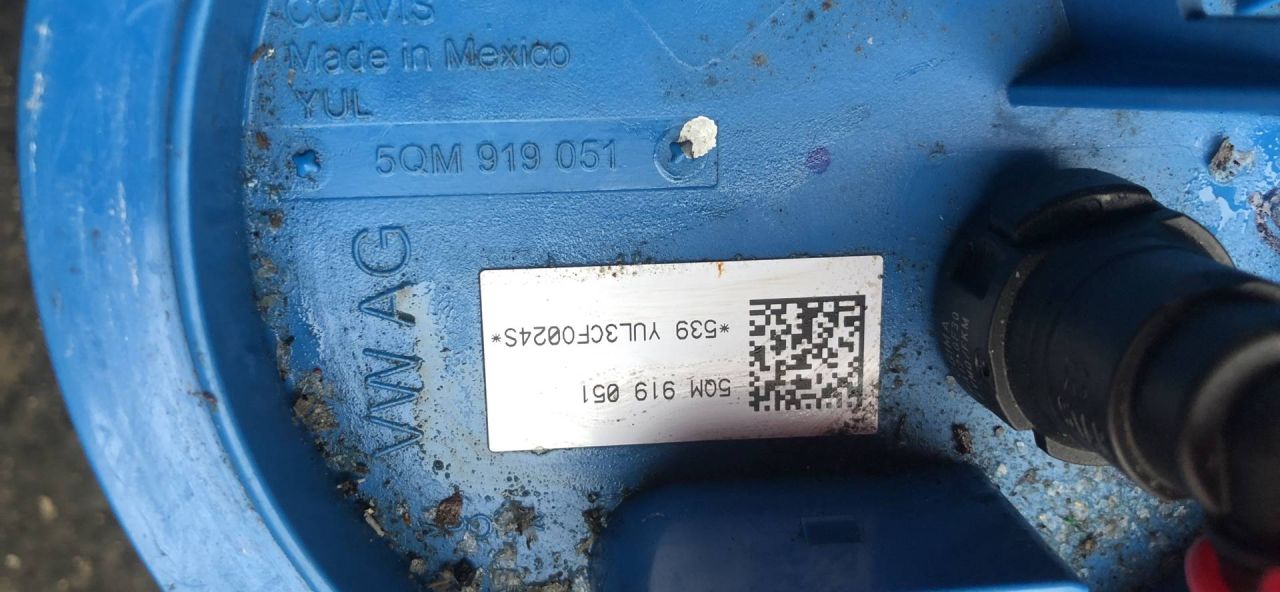 COAVIS
Made in Mexico
YUL
5QM 919 051
VW AG
5QM 919 051
*539 YUL3CF0024S*